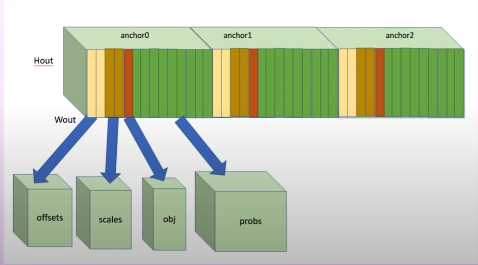 anchor0
anchor1
anchor2
Hout
Wout
offsets
scales
obj
probs